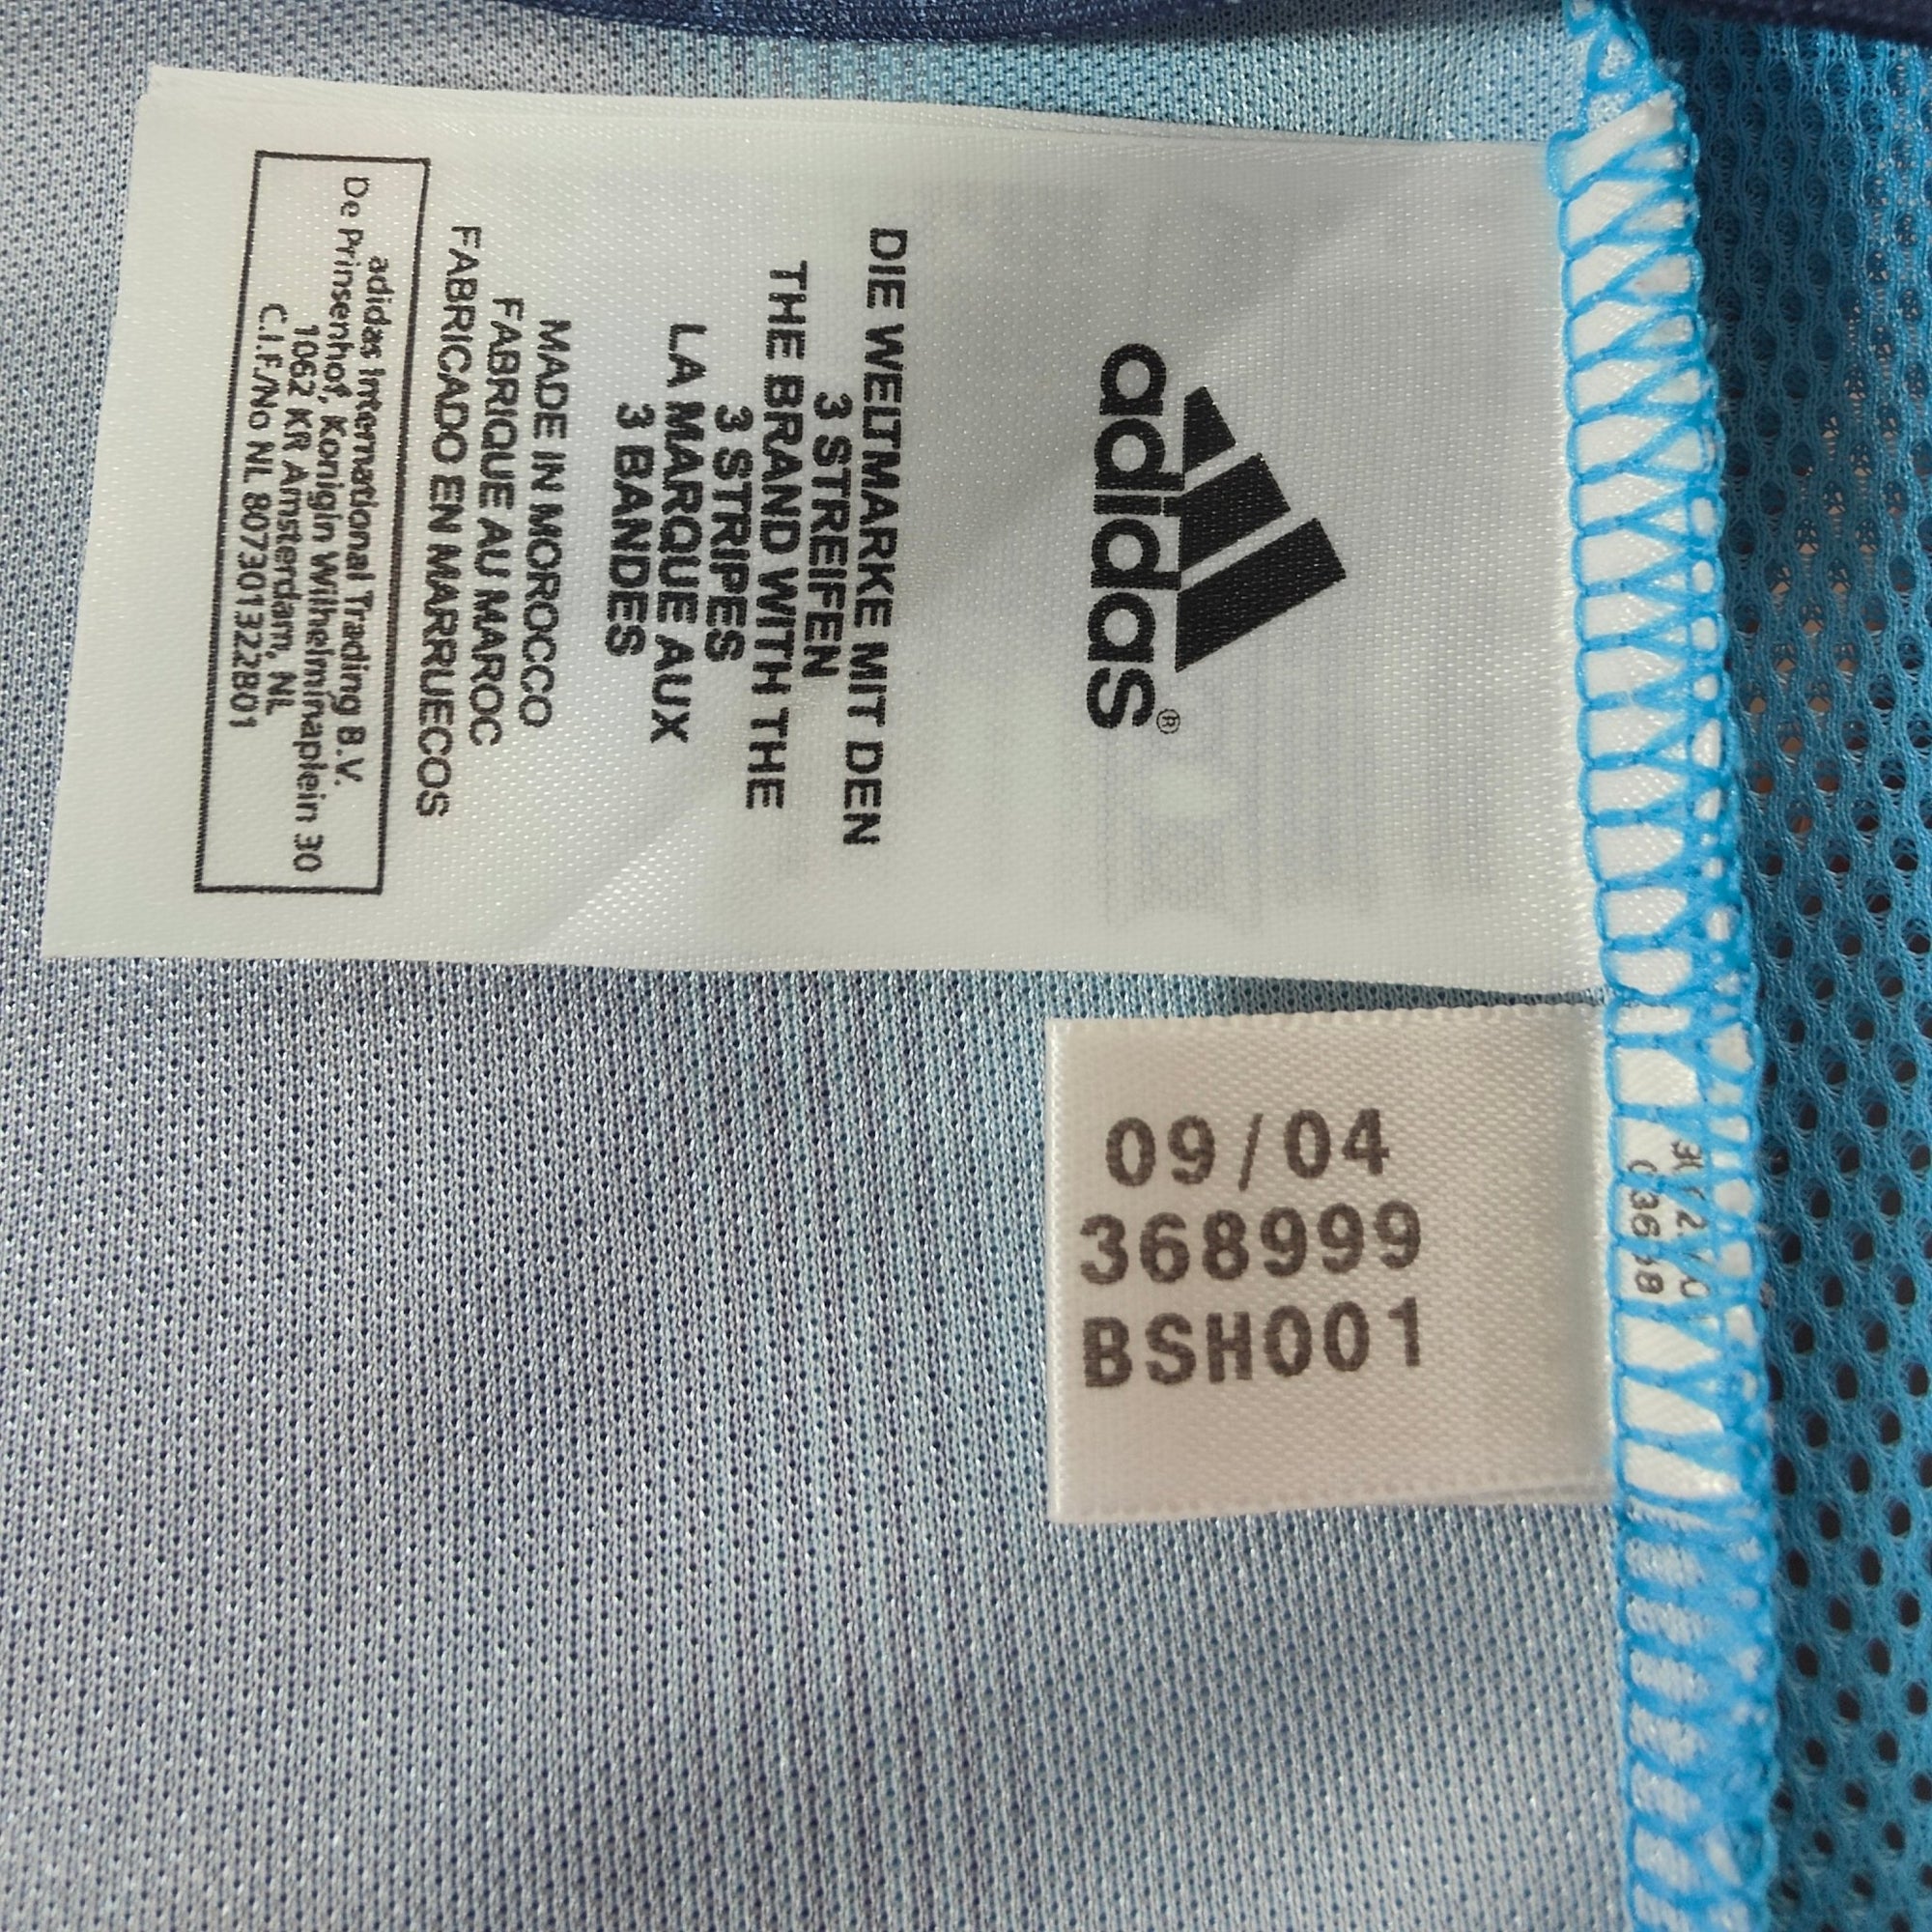 adidas®
DIE WELTMARKE MIT DEN
3 STREIFEN
THE BRAND WITH THE
3 STRIPES
LA MARQUE AUX
3 BANDES
MADE IN MOROCCO
FABRIQUE AU MAROC
FABRICADO EN MARRUECOS
adidas International Trading B.V.
De Prinsenhof, Konigin Wilhelminaplein 30
1062 KR Amsterdam, NL
C.I.F./No NL 807301322B01
09/04
368999
BSH001